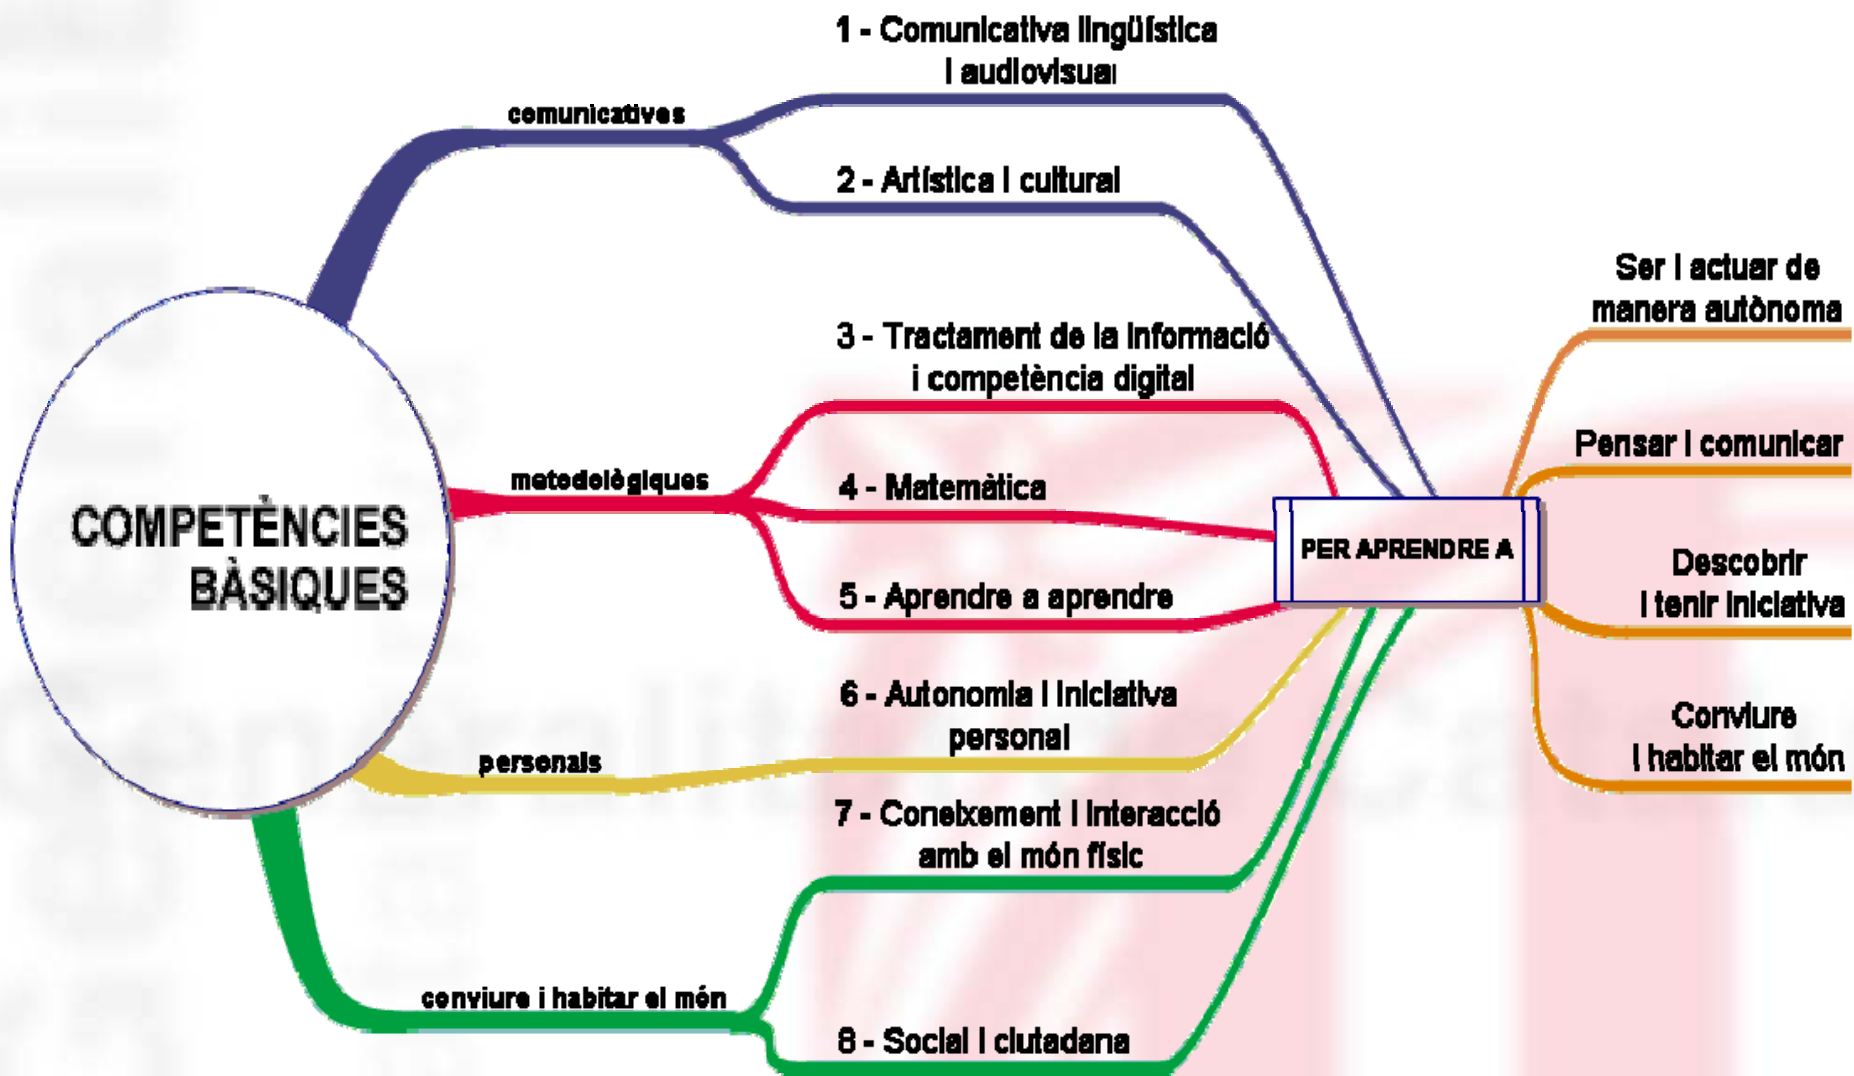 1 - Comunicativa lingüística
i audiovisual
comunicatives
2 - Artística i cultural
Ser i actuar de
manera autònoma
3 - Tractament de la informació
i competència digital
Pensar i comunicar
metodològiques
4 - Matemàtica
COMPETÈNCIES
BÀSIQUES
PER APRENDRE A
Descobrir
i tenir iniciativa
5 - Aprendre a aprendre
6 - Autonomia i iniciativa
personal
personals
Conviure
i habitar el món
7 - Coneixement i interacció
amb el món físic
conviure i habitar el món
8 - Social i ciutadana